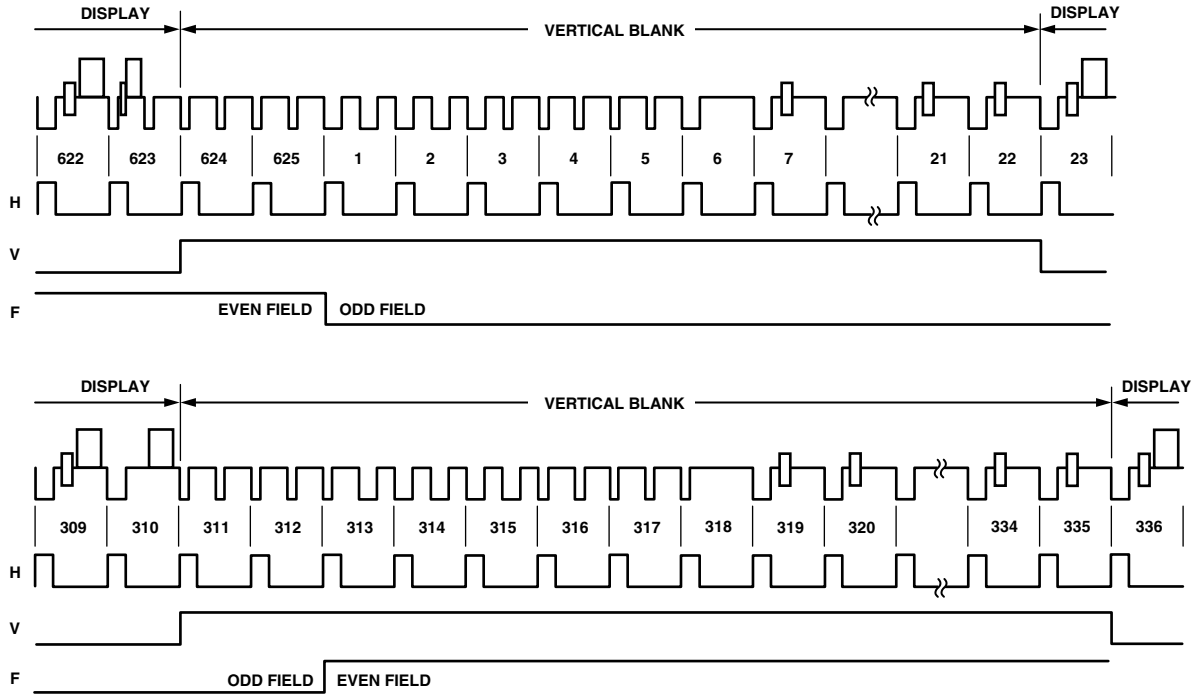 DISPLAY VERTICAL BLANK DISPLAY
622 623 624 625 1 2 3 4 5 6 7 21 22 23
H
V
EVEN FIELD ODD FIELD
F
DISPLAY VERTICAL BLANK DISPLAY
309 310 311 312 313 314 315 316 317 318 319 320 334 335 336
H
V
F ODD FIELD EVEN FIELD